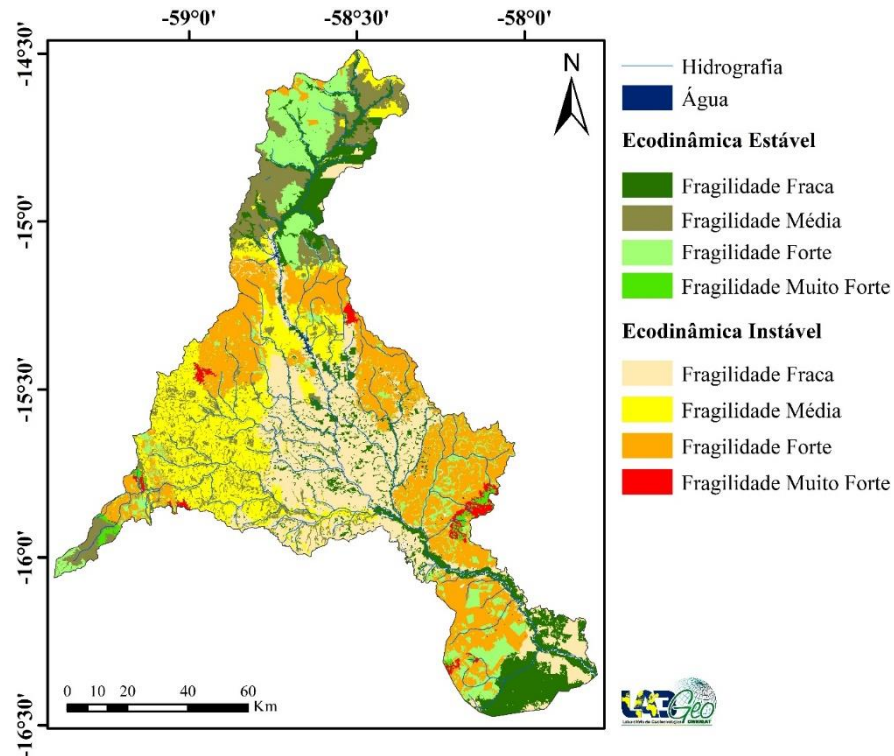 -59°0' -58°30' -58°0'
-14°30'
-15°0'
-15°30'
-16°0'
-16°30'
N
0 10 20 40 60
Km
Hidrografia
Água
Ecodinâmica Estável
Fragilidade Fraca
Fragilidade Média
Fragilidade Forte
Fragilidade Muito Forte
Ecodinâmica Instável
Fragilidade Fraca
Fragilidade Média
Fragilidade Forte
Fragilidade Muito Forte
LABGeo
UNEMAT